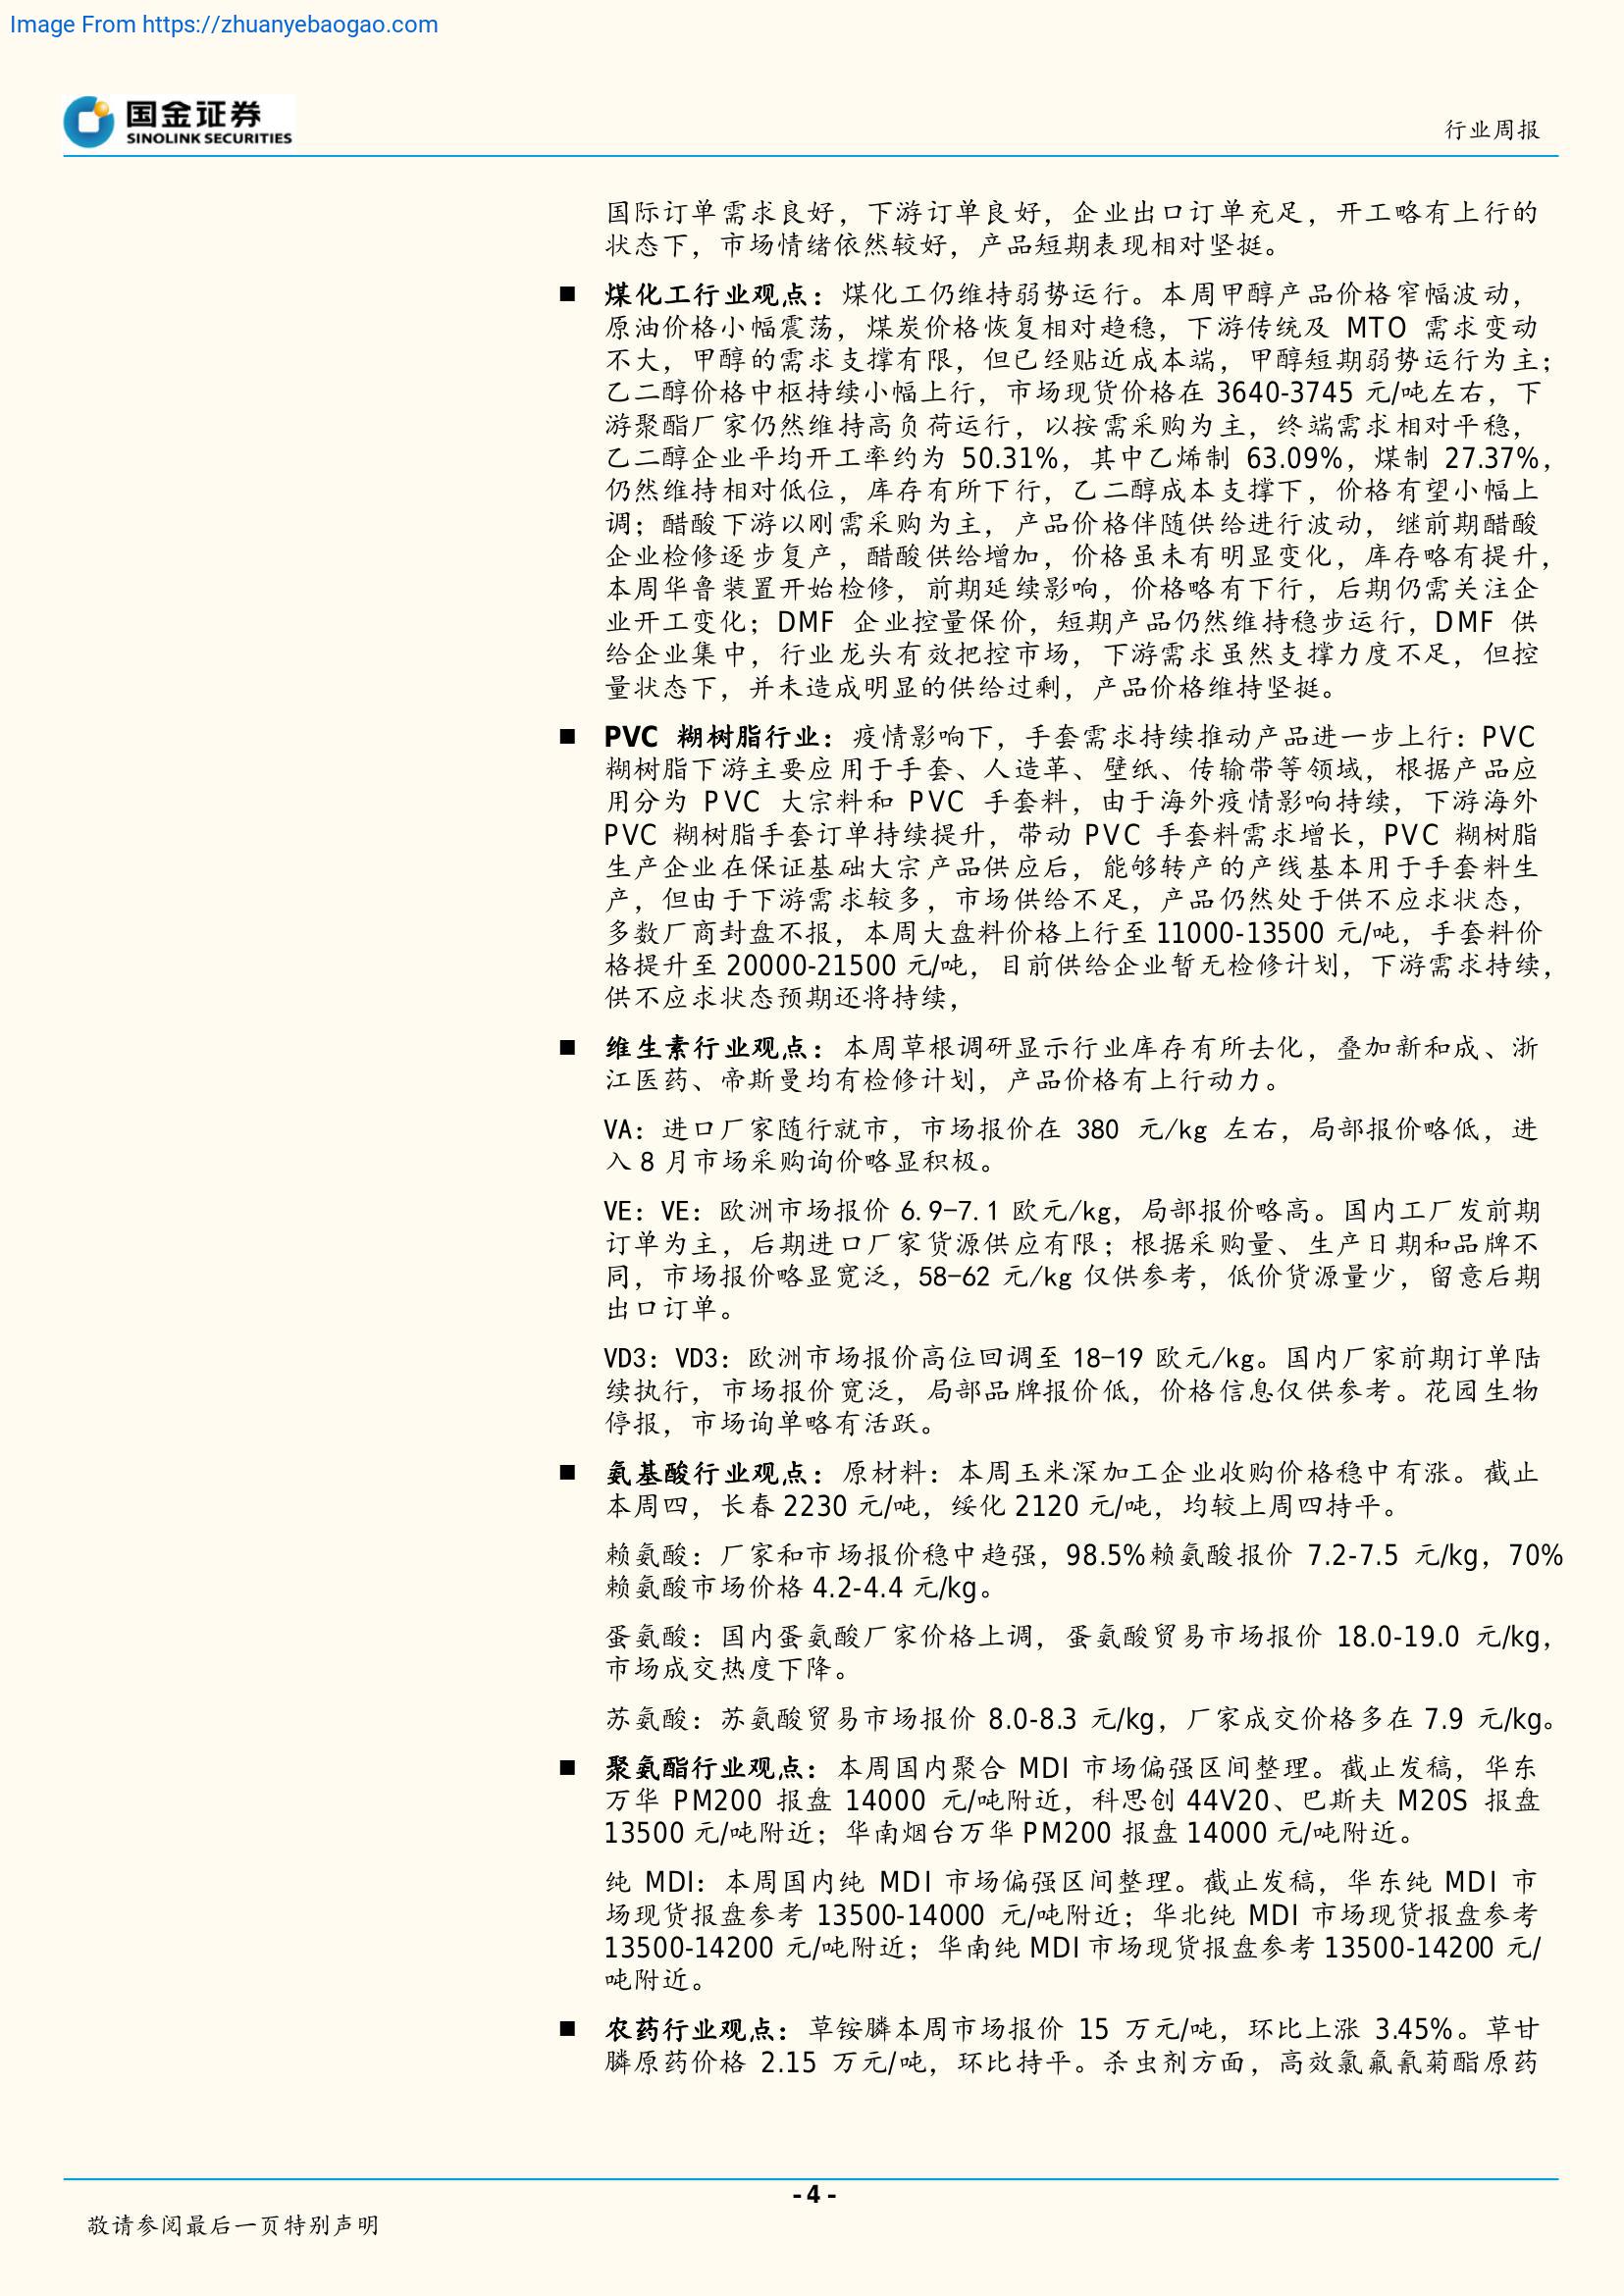 Image From https://zhuanyebaogao.com
国金证券
SINOLINK SECURITIES
行业周报
国际订单需求良好，下游订单良好，企业出口订单充足，开工略有上行的
状态下，市场情绪依然较好，产品短期表现相对坚挺。
■ 煤化工行业观点：煤化工仍维持弱势运行。本周甲醇产品价格窄幅波动，
原油价格小幅震荡，煤炭价格恢复相对趋稳，下游传统及 MTO 需求变动
不大，甲醇的需求支撑有限，但已经贴近成本端，甲醇短期弱势运行为主；
乙二醇价格中枢持续小幅上行，市场现货价格在 3640-3745 元/吨左右，下
游聚酯厂家仍然维持高负荷运行，以按需采购为主，终端需求相对平稳，
乙二醇企业平均开工率约为 50.31%，其中乙烯制 63.09%，煤制 27.37%，
仍然维持相对低位，库存有所下行，乙二醇成本支撑下，价格有望小幅上
调；醋酸下游以刚需采购为主，产品价格伴随供给进行波动，继前期醋酸
企业检修逐步复产，醋酸供给增加，价格虽未有明显变化，库存略有提升，
本周华鲁装置开始检修，前期延续影响，价格略有下行，后期仍需关注企
业开工变化；DMF 企业控量保价，短期产品仍然维持稳步运行，DMF 供
给企业集中，行业龙头有效把控市场，下游需求虽然支撑力度不足，但控
量状态下，并未造成明显的供给过剩，产品价格维持坚挺。
■ PVC 糊树脂行业：疫情影响下，手套需求持续推动产品进一步上行：PVC
糊树脂下游主要应用于手套、人造革、壁纸、传输带等领域，根据产品应
用分为 PVC 大宗料和 PVC 手套料，由于海外疫情影响持续，下游海外
PVC 糊树脂手套订单持续提升，带动 PVC 手套料需求增长，PVC 糊树脂
生产企业在保证基础大宗产品供应后，能够转产的产线基本用于手套料生
产，但由于下游需求较多，市场供给不足，产品仍然处于供不应求状态，
多数厂商封盘不报，本周大盘料价格上行至 11000-13500 元/吨，手套料价
格提升至 20000-21500 元/吨，目前供给企业暂无检修计划，下游需求持续，
供不应求状态预期还将持续，
■ 维生素行业观点：本周草根调研显示行业库存有所去化，叠加新和成、浙
江医药、帝斯曼均有检修计划，产品价格有上行动力。
VA：进口厂家随行就市，市场报价在 380 元/kg 左右，局部报价略低，进
入 8 月市场采购询价略显积极。
VE：VE：欧洲市场报价 6.9-7.1 欧元/kg，局部报价略高。国内工厂发前期
订单为主，后期进口厂家货源供应有限；根据采购量、生产日期和品牌不
同，市场报价略显宽泛，58-62 元/kg 仅供参考，低价货源量少，留意后期
出口订单。
VD3：VD3：欧洲市场报价高位回调至 18-19 欧元/kg。国内厂家前期订单陆
续执行，市场报价宽泛，局部品牌报价低，价格信息仅供参考。花园生物
停报，市场询单略有活跃。
■ 氨基酸行业观点：原材料：本周玉米深加工企业收购价格稳中有涨。截止
本周四，长春 2230 元/吨，绥化 2120 元/吨，均较上周四持平。
赖氨酸：厂家和市场报价稳中趋强，98.5%赖氨酸报价 7.2-7.5 元/kg，70%
赖氨酸市场价格 4.2-4.4 元/kg。
蛋氨酸：国内蛋氨酸厂家价格上调，蛋氨酸贸易市场报价 18.0-19.0 元/kg，
市场成交热度下降。
苏氨酸：苏氨酸贸易市场报价 8.0-8.3 元/kg，厂家成交价格多在 7.9 元/kg。
■ 聚氨酯行业观点：本周国内聚合 MDI 市场偏强区间整理。截止发稿，华东
万华 PM200 报盘 14000 元/吨附近，科思创 44V20、巴斯夫 M20S 报盘
13500 元/吨附近；华南烟台万华 PM200 报盘 14000 元/吨附近。
纯 MDI：本周国内纯 MDI 市场偏强区间整理。截止发稿，华东纯 MDI 市
场现货报盘参考 13500-14000 元/吨附近；华北纯 MDI 市场现货报盘参考
13500-14200 元/吨附近；华南纯 MDI 市场现货报盘参考 13500-14200 元/
吨附近。
■ 农药行业观点：草铵膦本周市场报价 15 万元/吨，环比上涨 3.45%。草甘
膦原药价格 2.15 万元/吨，环比持平。杀虫剂方面，高效氯氟氰菊酯原药
- 4 -
敬请参阅最后一页特别声明